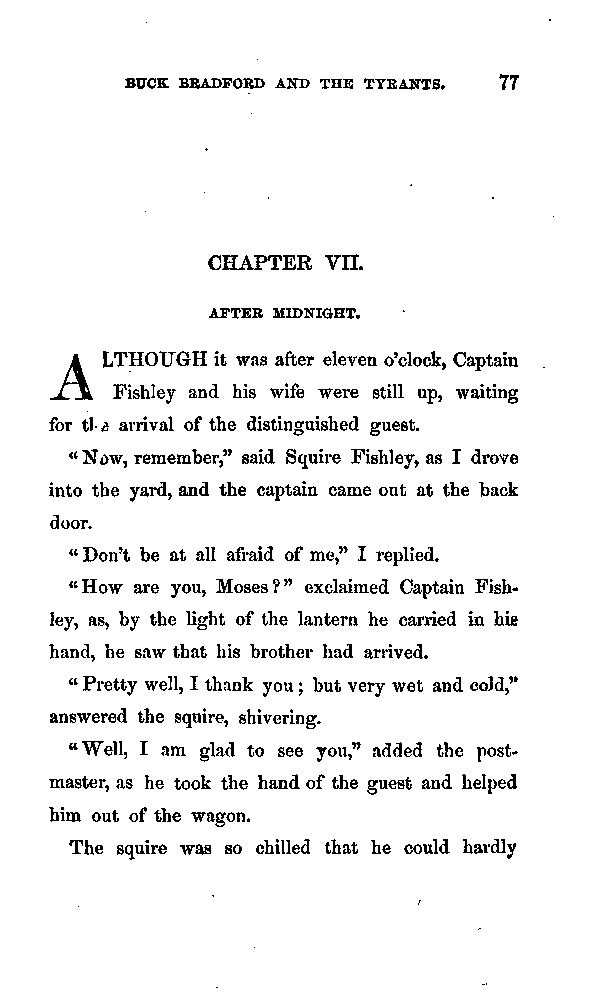 BUCK BRADFORD AND THE TYRANTS. 77
CHAPTER VII.
AFTER MIDNIGHT.
ALTHOUGH it was after eleven o'clock, Captain
Fishley and his wife were still up, waiting
for the arrival of the distinguished guest.
"Now, remember," said Squire Fishley, as I drove
into the yard, and the captain came out at the back
door.
"Don't be at all afraid of me," I replied.
"How are you, Moses?" exclaimed Captain Fish-
ley, as, by the light of the lantern he carried in his
hand, he saw that his brother had arrived.
"Pretty well, I thank you; but very wet and cold,"
answered the squire, shivering.
"Well, I am glad to see you," added the post-
master, as he took the hand of the guest and helped
him out of the wagon.
The squire was so chilled that he could hardly